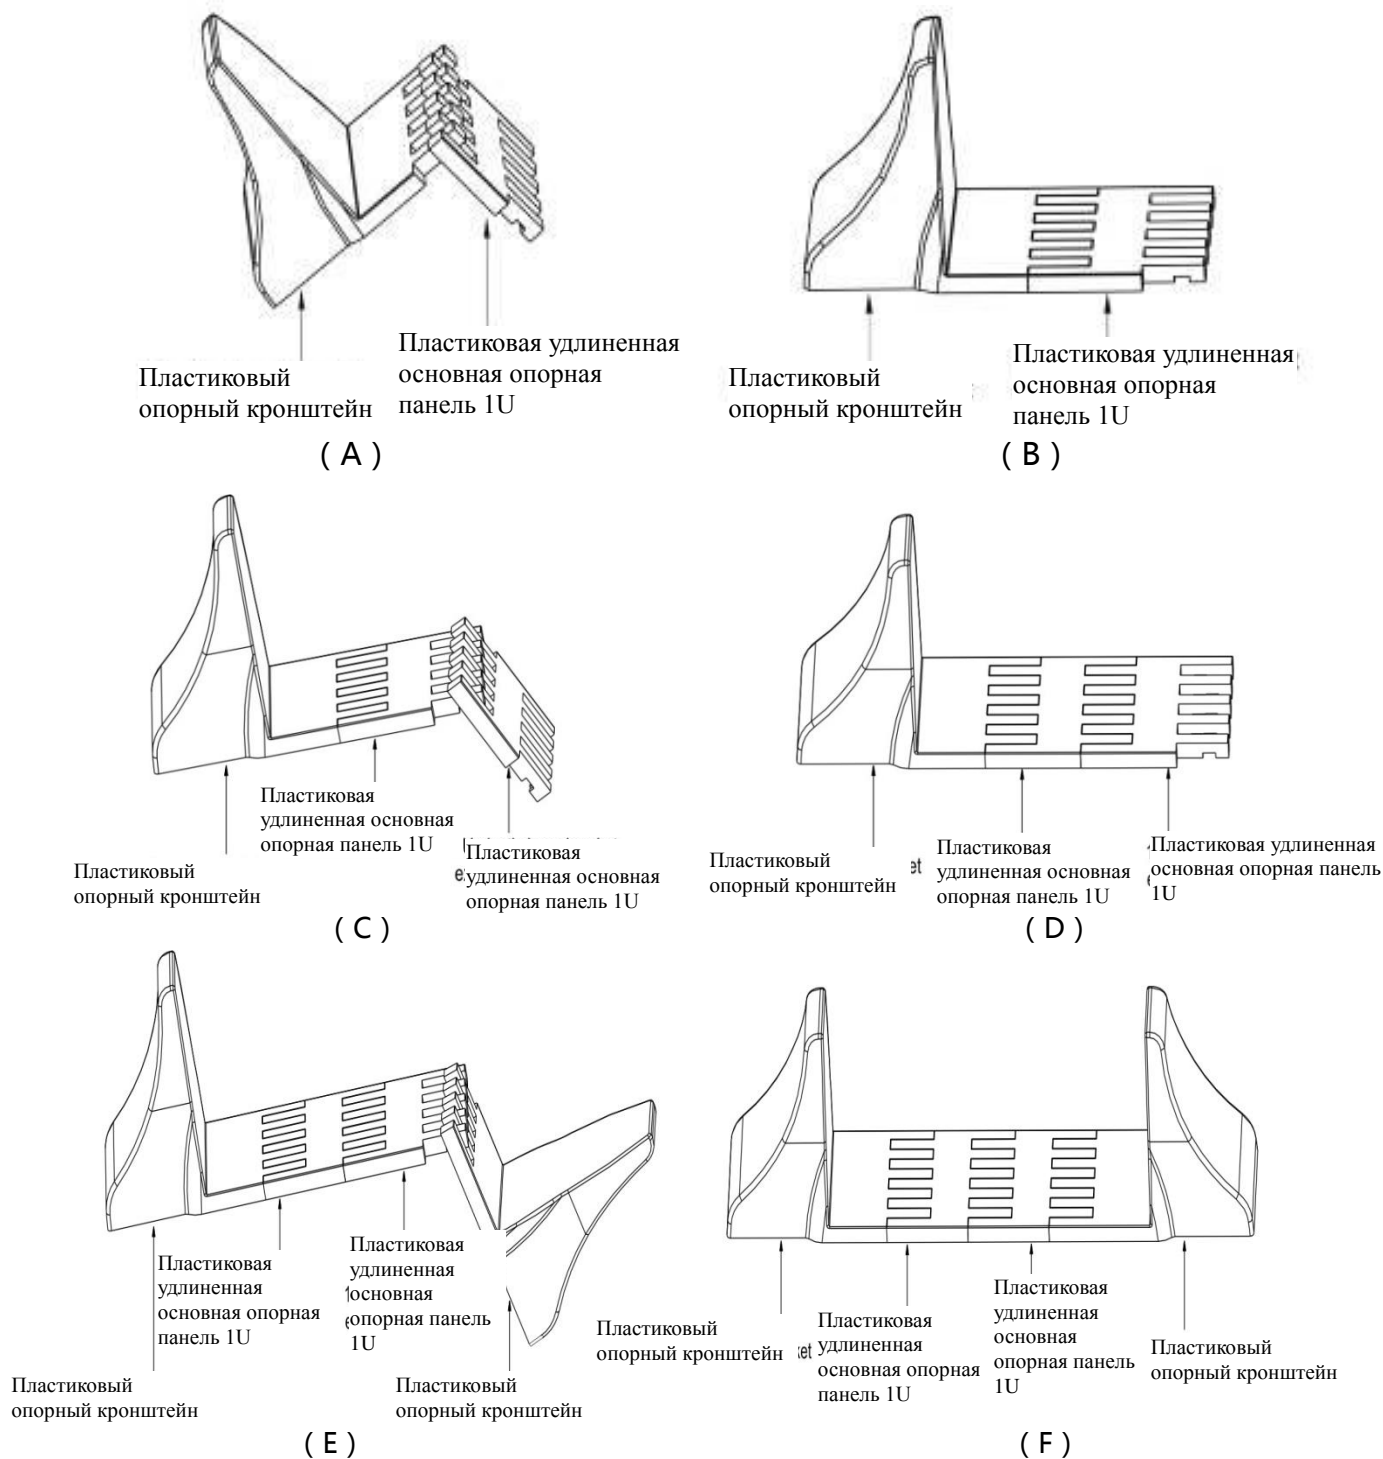 Пластиковый
опорный кронштейн
Пластиковая удлиненная
основная опорная
панель 1U
( A )
Пластиковый
опорный кронштейн
Пластиковая удлиненная
основная опорная
панель 1U
( B )
Пластиковый
опорный кронштейн
Пластиковая
удлиненная основная
опорная панель 1U
Пластиковая
удлиненная основная
опорная панель 1U
( C )
Пластиковый
опорный кронштейн
et
Пластиковая
удлиненная основная
опорная панель 1U
Пластиковая удлиненная
основная опорная панель
1U
( D )
Пластиковый
опорный кронштейн
Пластиковая
удлиненная
основная опорная
панель 1U
Пластиковая
удлиненная
основная
опорная панель
1U
Пластиковый
опорный кронштейн
( E )
Пластиковый
опорный кронштейн
ket
Пластиковая
удлиненная
основная опорная
панель 1U
Пластиковая
удлиненная
основная
опорная панель
1U
Пластиковый
опорный кронштейн
( F )